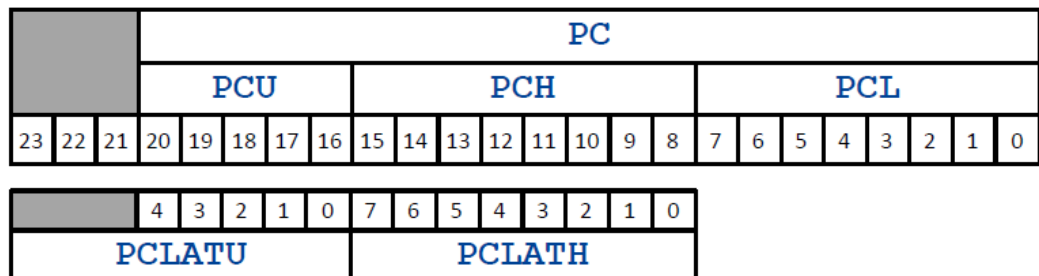 PC
PCU PCH PCL
23 22 21 20 19 18 17 16 15 14 13 12 11 10 9 8 7 6 5 4 3 2 1 0
4 3 2 1 0 7 6 5 4 3 2 1 0
PCLATU PCLATH